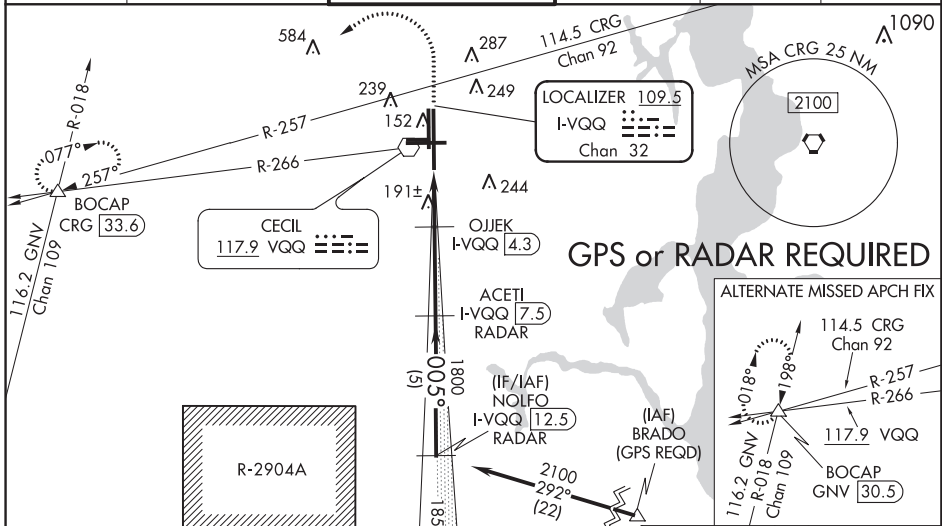 584
287
114.5 CRG
Chan 92
1090
MSA CRG 25 NM
2100
239
249
152
LOCALIZER 109.5
I-VQQ
Chan 32
R-018
R-257
R-266
077°
257°
BOCAP
CRG 33.6
CECIL
117.9 VQQ
191±
244
OJJEK
I-VQQ 4.3
GPS or RADAR REQUIRED
116.2 GNV
Chan 109
ACETI
I-VQQ 7.5
RADAR
1800
005°
(5)
(IF/IAF)
NOLFO
I-VQQ 12.5
RADAR
(IAF)
BRADO
(GPS REQD)
2100
292°
(22)
R-2904A
185
ALTERNATE MISSED APCH FIX
114.5 CRG
Chan 92
018°
198°
R-257
R-266
117.9 VQQ
116.2 GNV
R-018
Chan 109
BOCAP
GNV 30.5